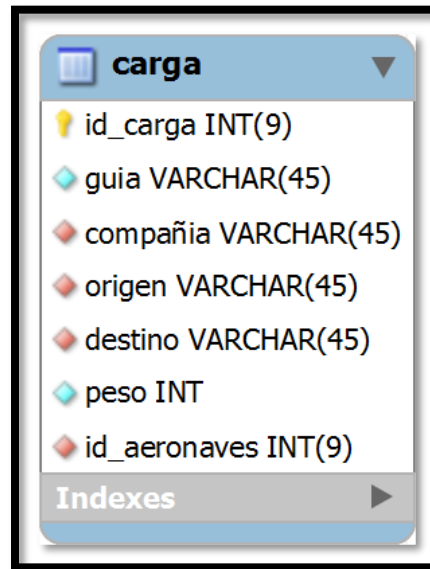 carga
id_carga INT(9)
guia VARCHAR(45)
compañia VARCHAR(45)
origen VARCHAR(45)
destino VARCHAR(45)
peso INT
id_aeronaves INT(9)
Indexes